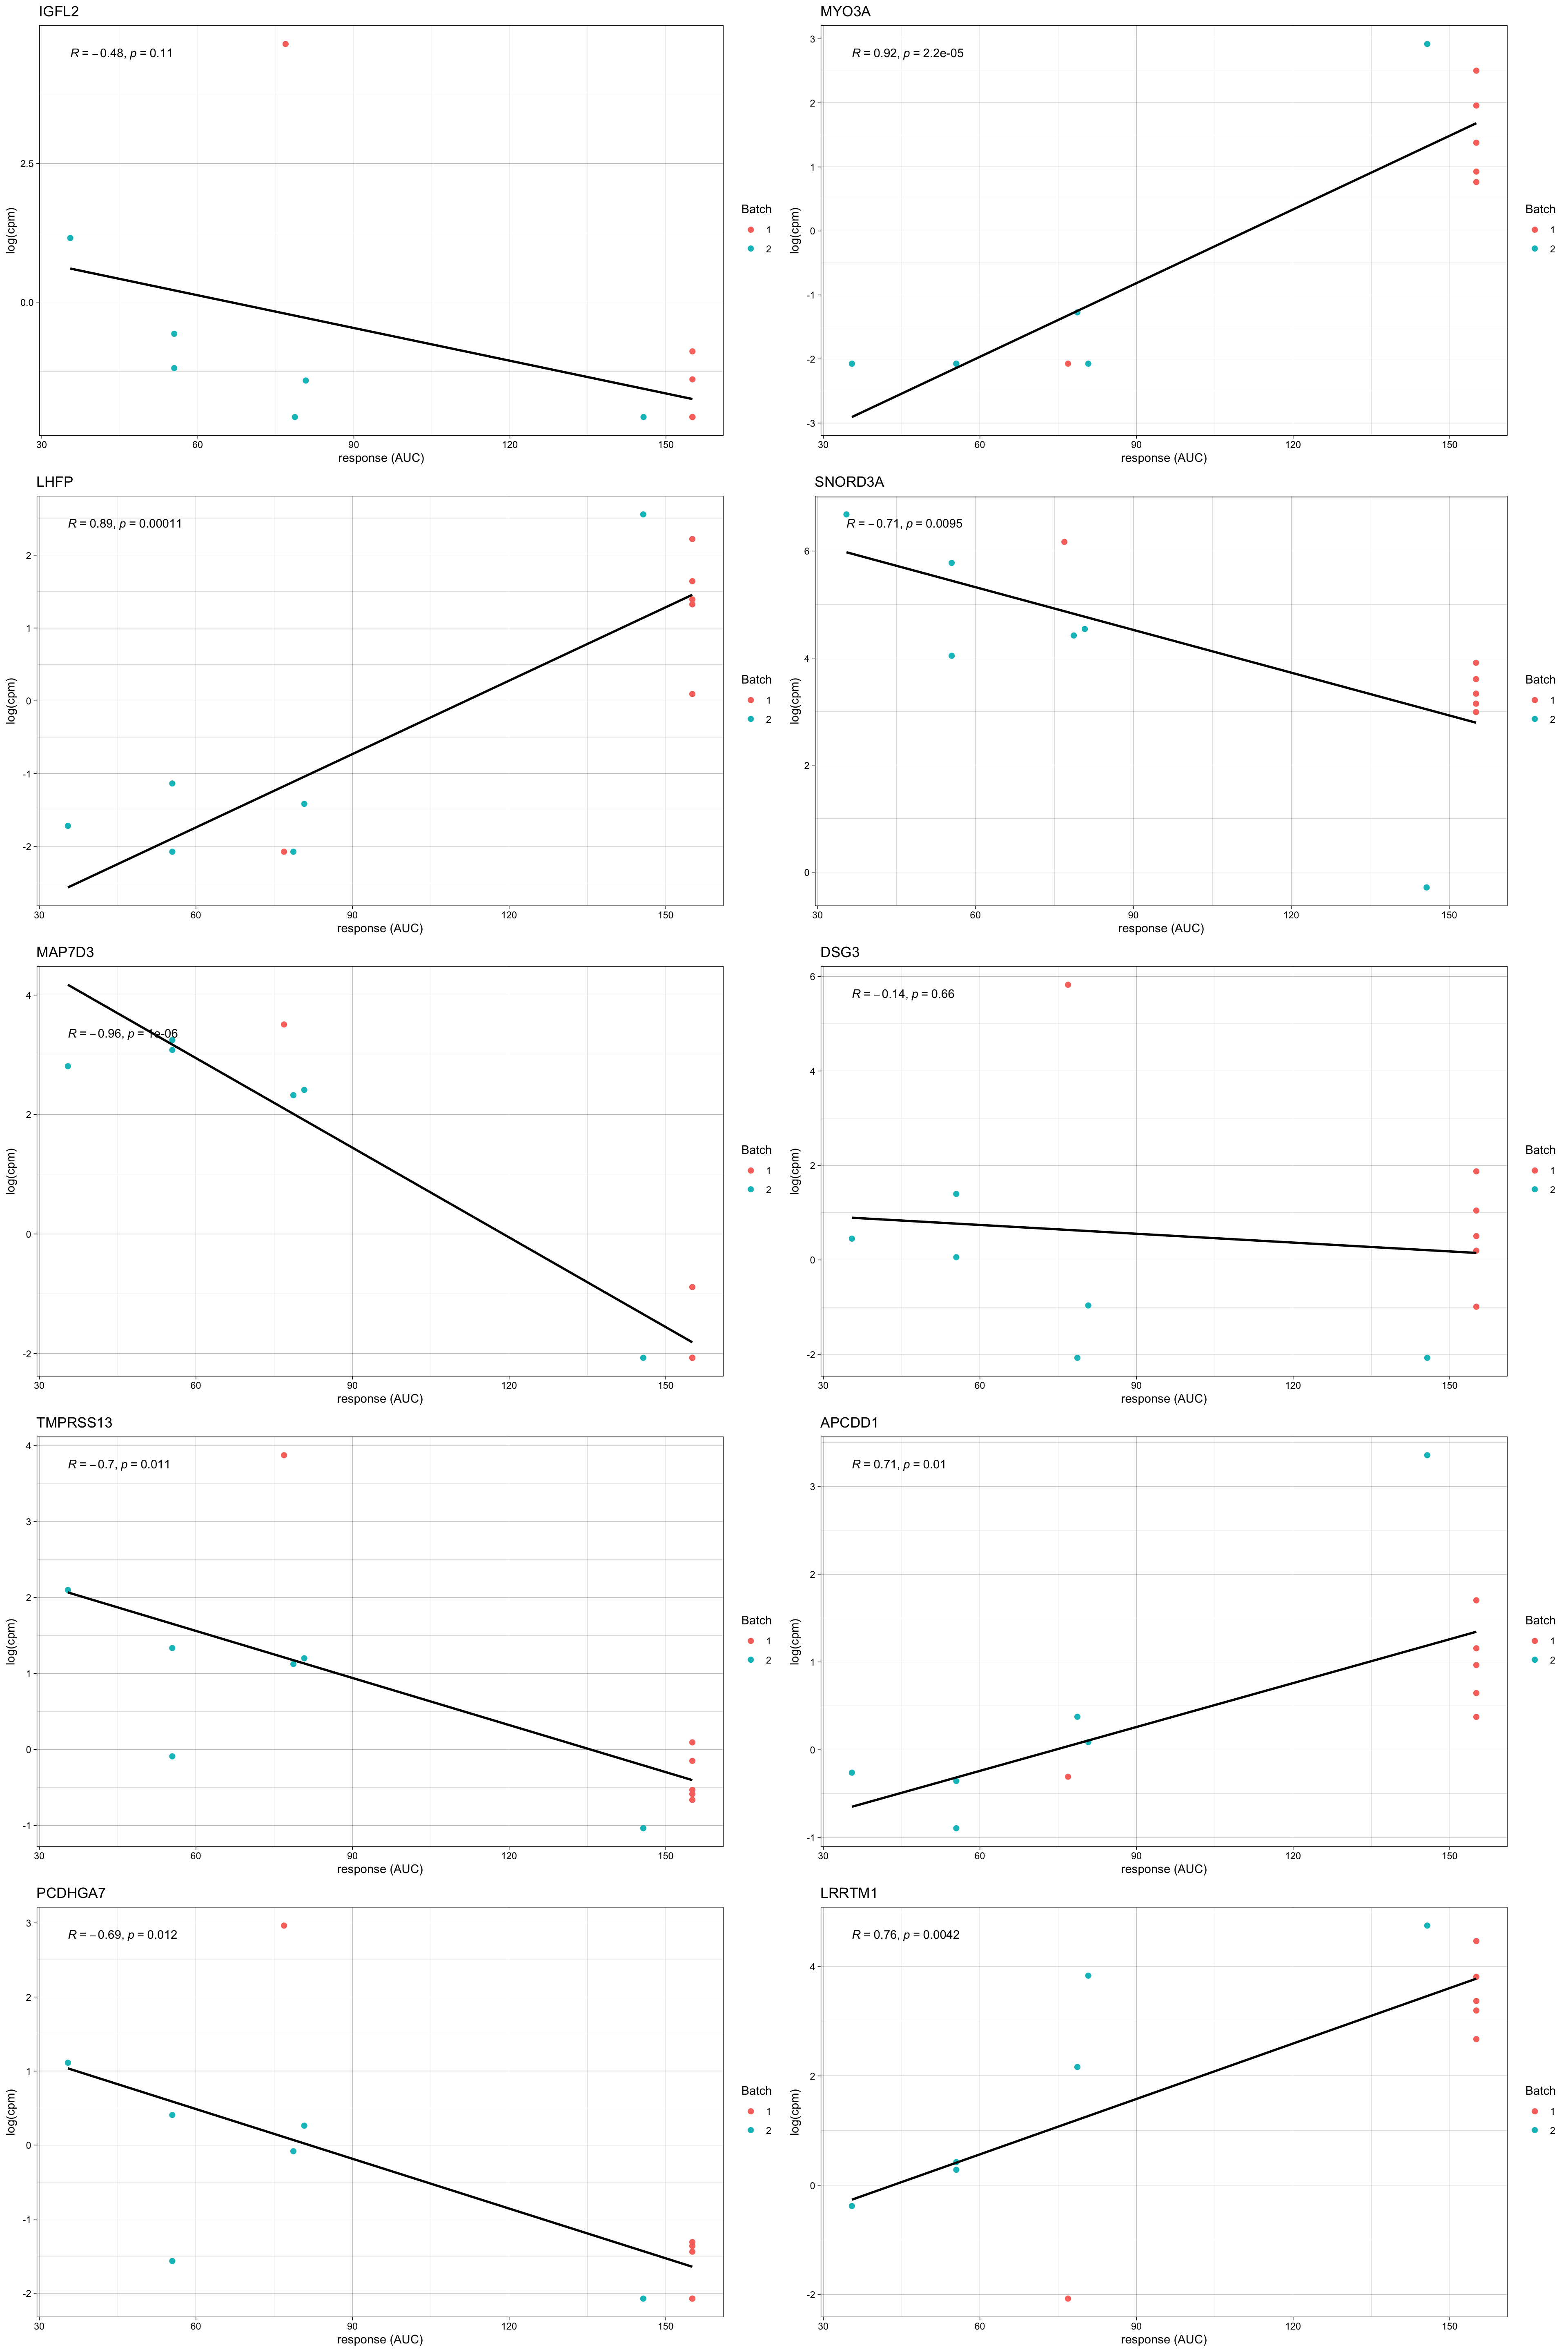 IGFL2
R = −0.48, p = 0.11
2.5
0.0
log(cpm)
30 60 90 120 150
response (AUC)
Batch
1
2
MYO3A
R = 0.92, p = 2.2e-05
3
2
1
0
-1
-2
-3
log(cpm)
30 60 90 120 150
response (AUC)
Batch
1
2
LHFP
R = 0.89, p = 0.00011
2
1
0
-1
-2
log(cpm)
30 60 90 120 150
response (AUC)
Batch
1
2
SNORD3A
R = −0.71, p = 0.0095
6
4
2
0
log(cpm)
30 60 90 120 150
response (AUC)
Batch
1
2
MAP7D3
R = −0.96, p = 1e-06
4
2
0
-2
log(cpm)
30 60 90 120 150
response (AUC)
Batch
1
2
DSG3
R = −0.14, p = 0.66
6
4
2
0
-2
log(cpm)
30 60 90 120 150
response (AUC)
Batch
1
2
TMPRSS13
R = −0.7, p = 0.011
4
3
2
1
0
-1
log(cpm)
30 60 90 120 150
response (AUC)
Batch
1
2
APCDD1
R = 0.71, p = 0.01
3
2
1
0
-1
log(cpm)
30 60 90 120 150
response (AUC)
Batch
1
2
PCDHGA7
R = −0.69, p = 0.012
3
2
1
0
-1
-2
log(cpm)
30 60 90 120 150
response (AUC)
Batch
1
2
LRRTM1
R = 0.76, p = 0.0042
4
2
0
-2
log(cpm)
30 60 90 120 150
response (AUC)
Batch
1
2